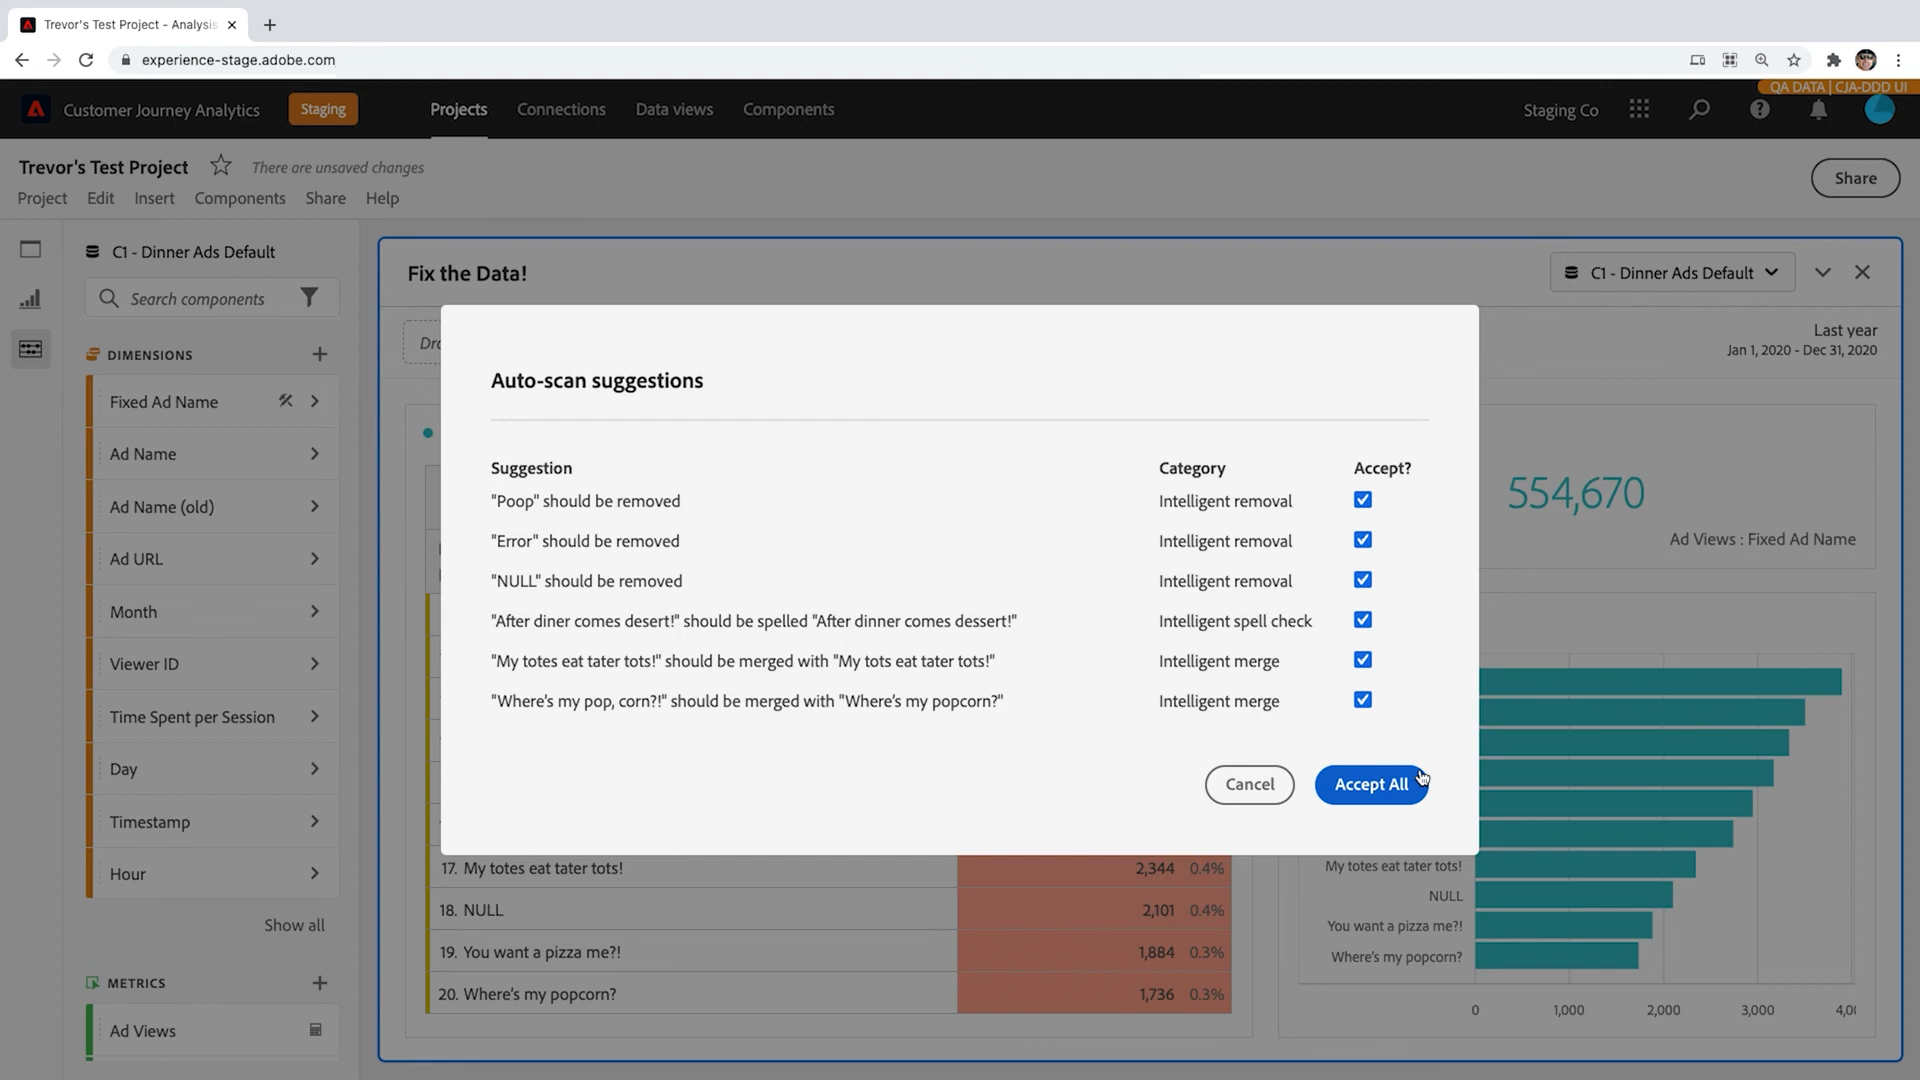 Trevor's Test Project - Analysis
experience-stage.adobe.com
QA DATA | CJA-DDD UI
Customer Journey Analytics
Staging
Projects
Connections
Data views
Components
Staging Co
Trevor's Test Project
There are unsaved changes
Project
Edit
Insert
Components
Share
Help
Share
C1 - Dinner Ads Default
Search components
DIMENSIONS
Fixed Ad Name
Ad Name
Ad Name (old)
Ad URL
Month
Viewer ID
Time Spent per Session
Day
Timestamp
Hour
Show all
METRICS
Ad Views
Fix the Data!
C1 - Dinner Ads Default
Last year
Jan 1, 2020 - Dec 31, 2020
Auto-scan suggestions
Suggestion Category Accept?
"Poop" should be removed Intelligent removal
"Error" should be removed Intelligent removal
"NULL" should be removed Intelligent removal
"After diner comes desert!" should be spelled "After dinner comes dessert!" Intelligent spell check
"My totes eat tater tots!" should be merged with "My tots eat tater tots!" Intelligent merge
"Where's my pop, corn?!" should be merged with "Where's my popcorn?" Intelligent merge
Cancel
Accept All
554,670
Ad Views : Fixed Ad Name
17. My totes eat tater tots! 2,344 0.4%
18. NULL 2,101 0.4%
19. You want a pizza me?! 1,884 0.3%
20. Where's my popcorn? 1,736 0.3%
My totes eat tater tots!
NULL
You want a pizza me?!
Where's my popcorn?
0 1,000 2,000 3,000